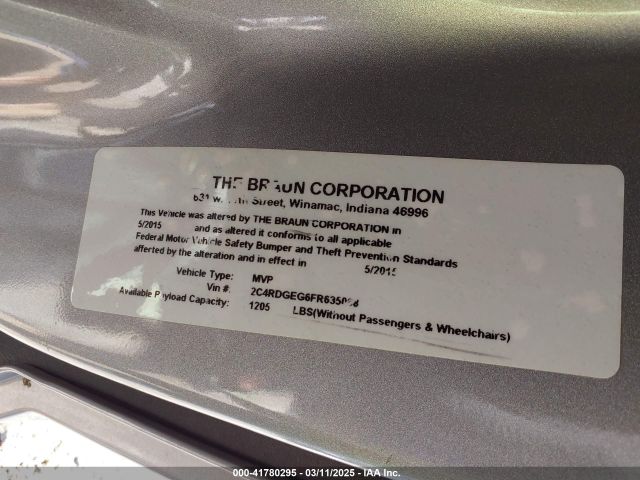 THE BRAUN CORPORATION
Street, Winamac, Indiana 46996
This Vehicle was altered by THE BRAUN CORPORATION in
5/2015 and as altered it conforms to all applicable
Federal Motor Vehicle Safety Bumper and Theft Prevention Standards
affected by the alteration and in effect in 5/2015
Vehicle Type: MVP
Vin #:
Available Payload Capacity: 1205 LBS(Without Passengers & Wheelchairs)
000-41780295 - 03/11/2025 - IAA Inc.